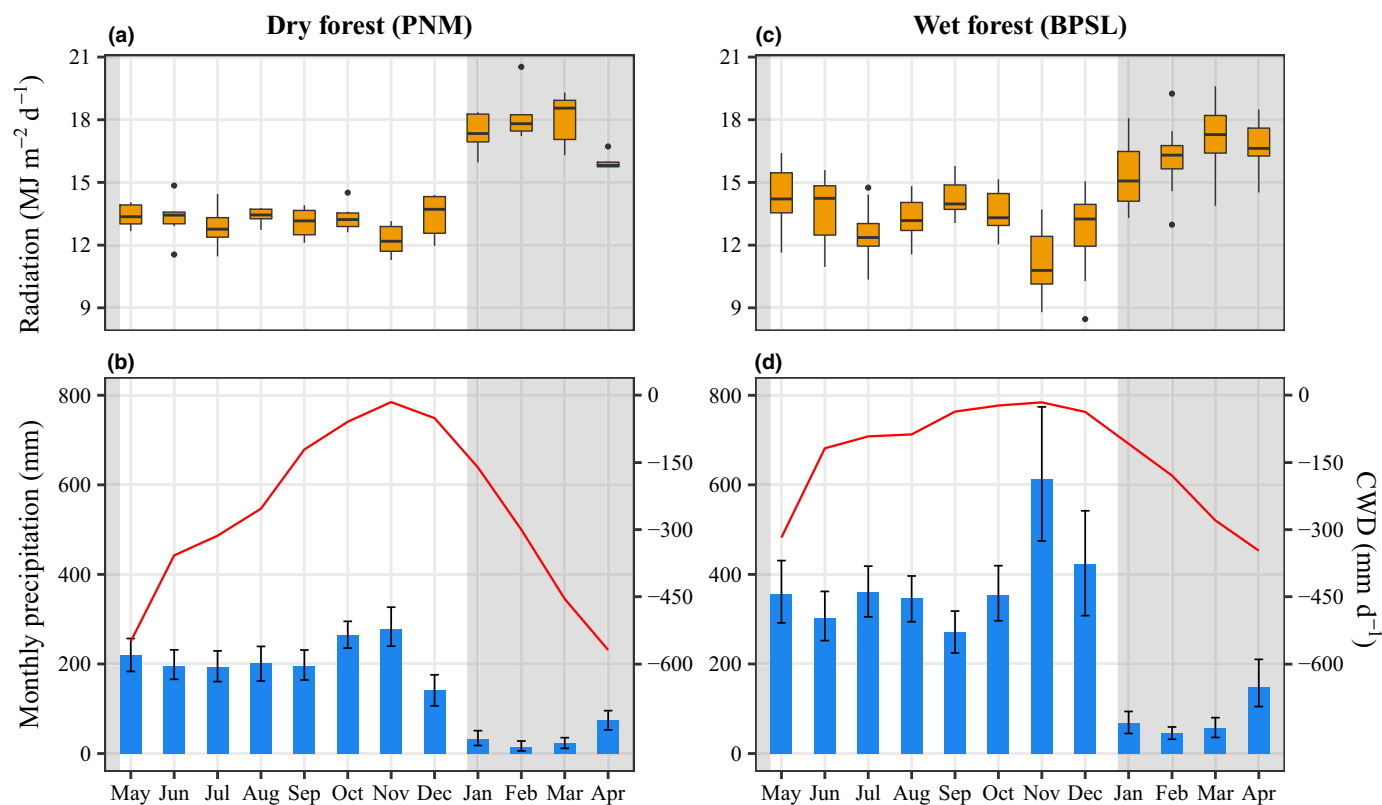 Dry forest (PNM)
Wet forest (BPSL)
(a)
Radiation (MJ m−2 d−1)
21
18
15
12
9
(c)
21
18
15
12
9
(b)
Monthly precipitation (mm)
800
600
400
200
0
0
−150
−300
−450
−600
May Jun Jul Aug Sep Oct Nov Dec Jan Feb Mar Apr
(d)
800
600
400
200
0
0
−150
−300
−450
−600
CWD (mm d−1)
May Jun Jul Aug Sep Oct Nov Dec Jan Feb Mar Apr